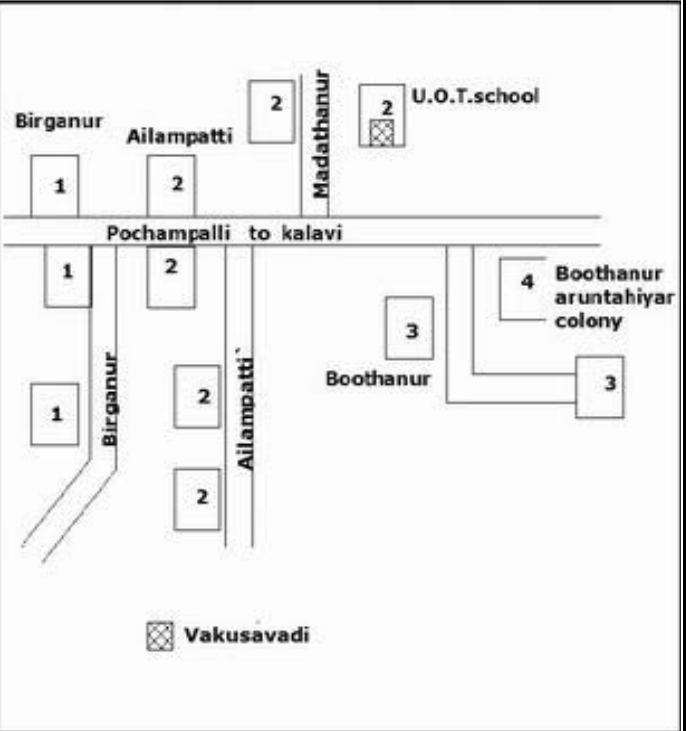 2
U.O.T.school
2
Birganur
Ailampatti
Madathanur
1
2
Pochampalli to kalavi
1
2
4
Boothanur
aruntahiyar
colony
3
Boothanur
3
1
Birganur
2
Ailampatti`
2
Vakusavadi